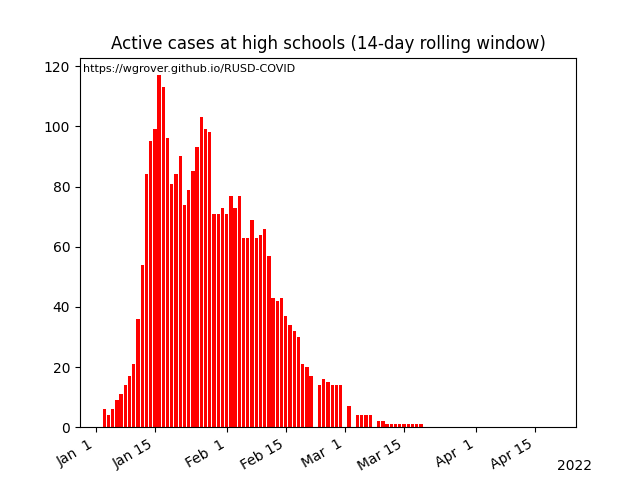 Active cases at high schools (14-day rolling window)
https://wgrover.github.io/RUSD-COVID
120
100
80
60
40
20
0
Jan 1
Jan 15
Feb 1
Feb 15
Mar 1
Mar 15
Apr 1
Apr 15
2022